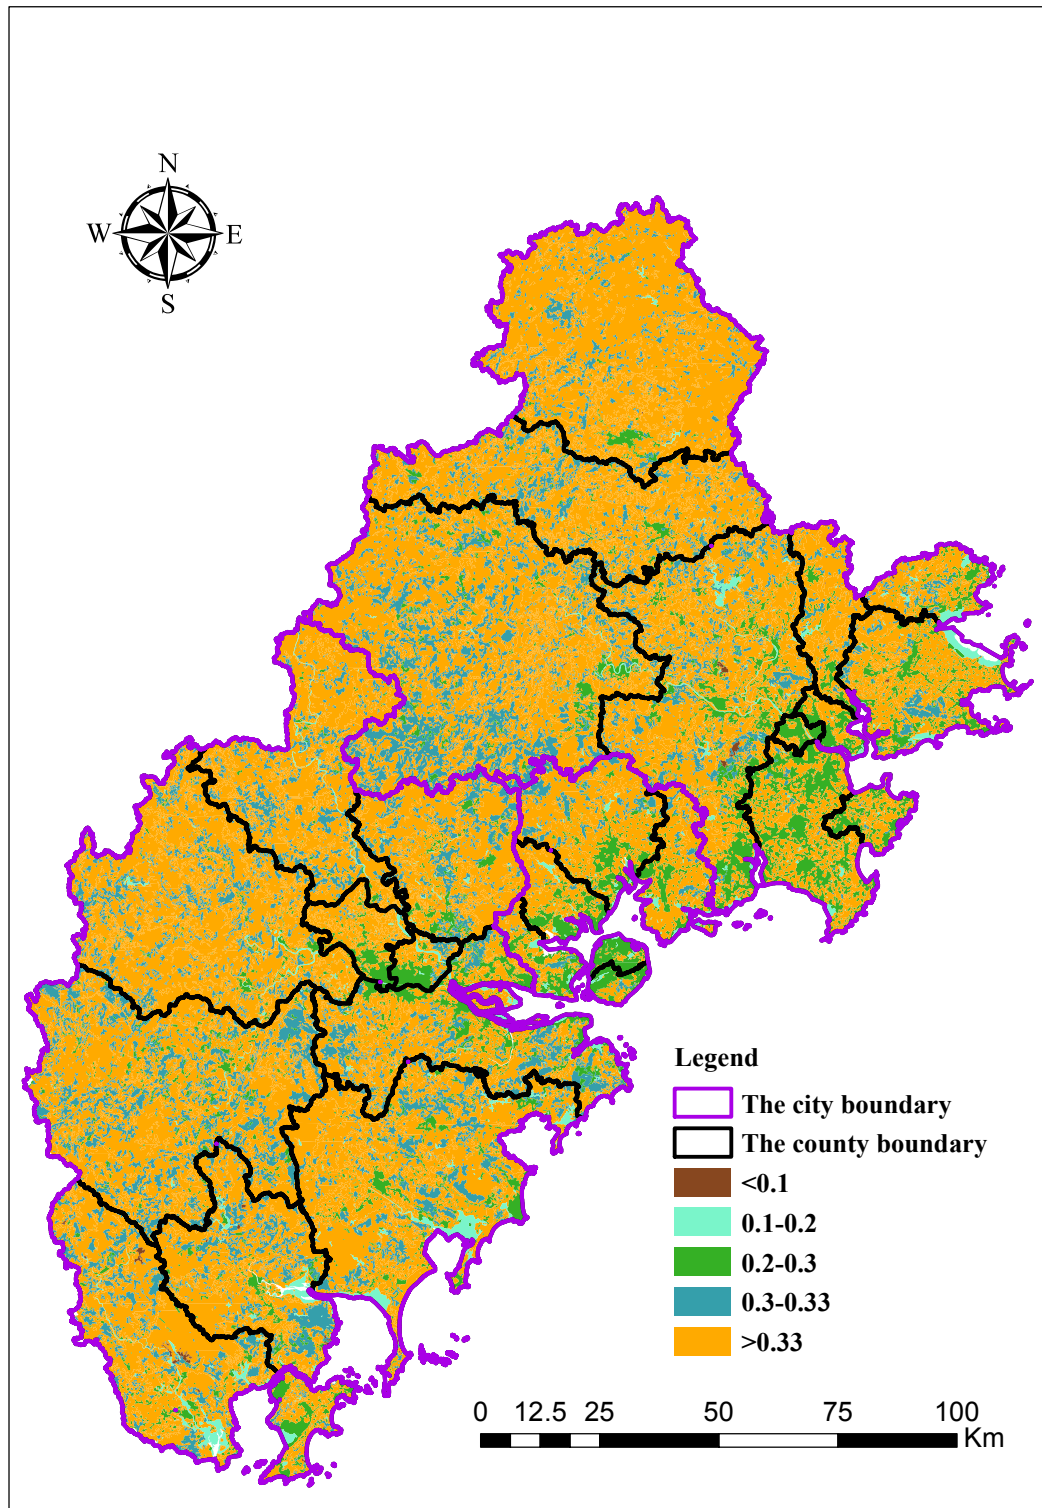 N
W E
S
Legend
The city boundary
The county boundary
<0.1
0.1-0.2
0.2-0.3
0.3-0.33
>0.33
0 12.5 25 50 75 100
Km